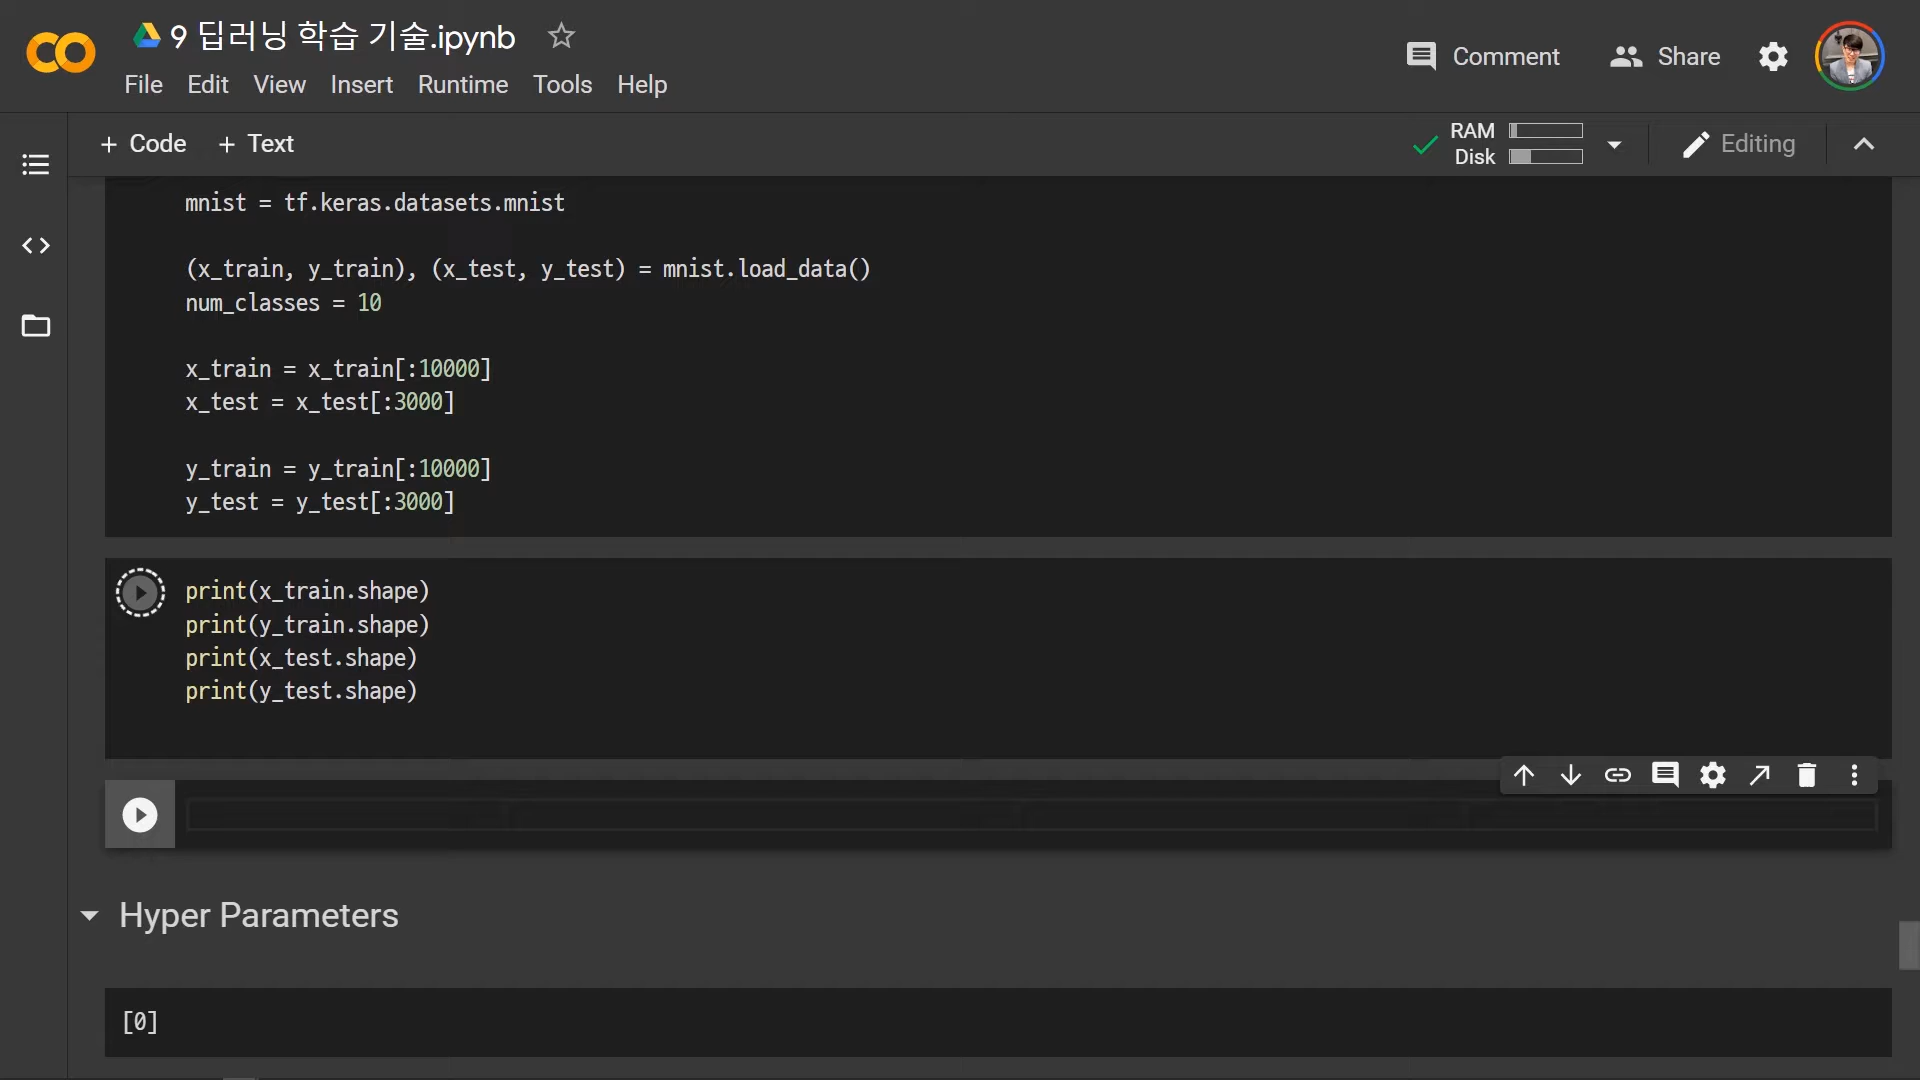 9 딥러닝 학습 기술.ipynb
Comment
Share
File Edit View Insert Runtime Tools Help
+ Code + Text
RAM
Disk
Editing
mnist = tf.keras.datasets.mnist
(x_train, y_train), (x_test, y_test) = mnist.load_data()
num_classes = 10
x_train = x_train[:10000]
x_test = x_test[:3000]
y_train = y_train[:10000]
y_test = y_test[:3000]
print(x_train.shape)
print(y_train.shape)
print(x_test.shape)
print(y_test.shape)
Hyper Parameters
[0]